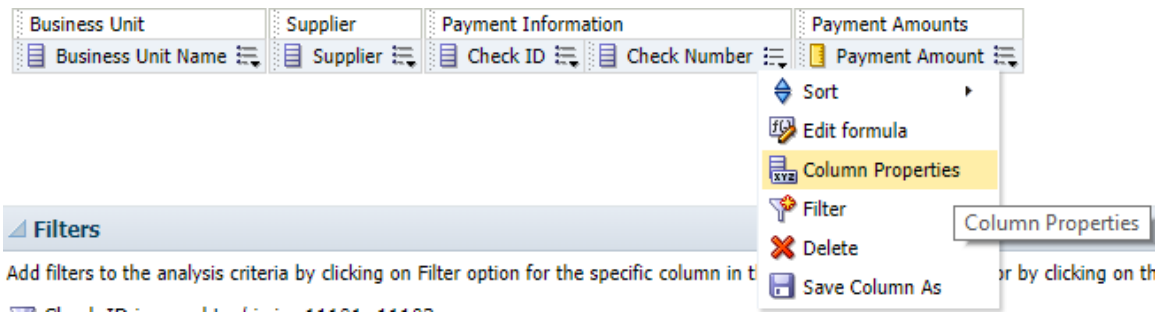 Business Unit Supplier Payment Information Payment Amounts
Business Unit Name Supplier Check ID Check Number Payment Amount
Sort
Edit formula
Column Properties
Filter
Column Properties
Delete
Save Column As
Filters
Add filters to the analysis criteria by clicking on Filter option for the specific column in t or by clicking on th